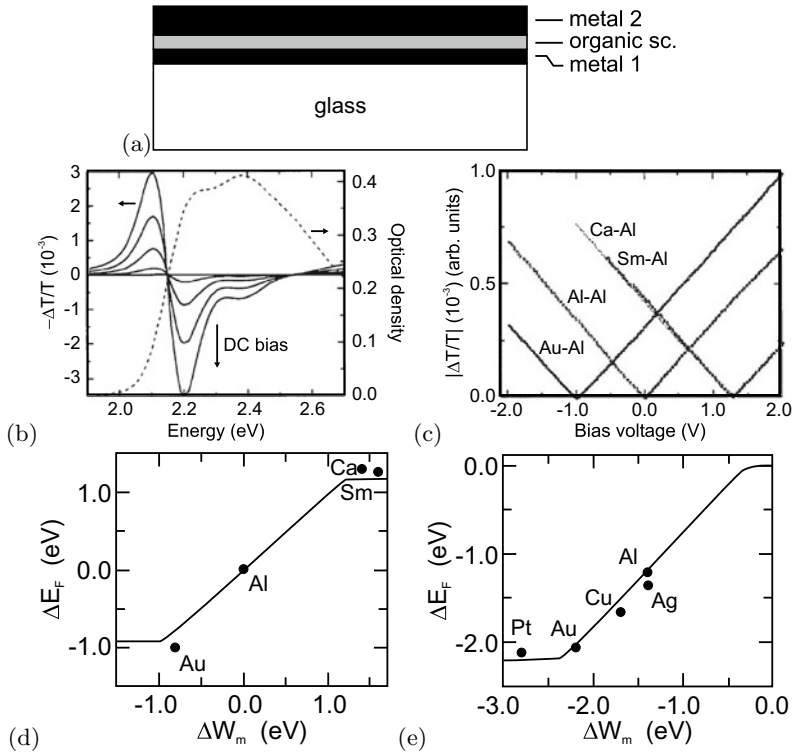 metal 2
organic sc.
metal 1
glass
(a)
3
2
1
0
-1
-2
-3
−ΔT/T (10⁻³)
0.4
0.3
0.2
0.1
0.0
Optical density
DC bias
2.0 2.2 2.4 2.6
Energy (eV)
(b)
1.0
0.5
0.0
|ΔT/T| (10⁻³) (arb. units)
Ca-Al
Sm-Al
Al-Al
Au-Al
-2.0 -1.0 0.0 1.0 2.0
Bias voltage (V)
(c)
1.0
0.0
-1.0
ΔE_F (eV)
Ca
Sm
Al
Au
-1.0 0.0 1.0
ΔW_m (eV)
(d)
0.0
-1.0
-2.0
ΔE_F (eV)
Al
Ag
Cu
Au
Pt
-3.0 -2.0 -1.0 0.0
ΔW_m (eV)
(e)